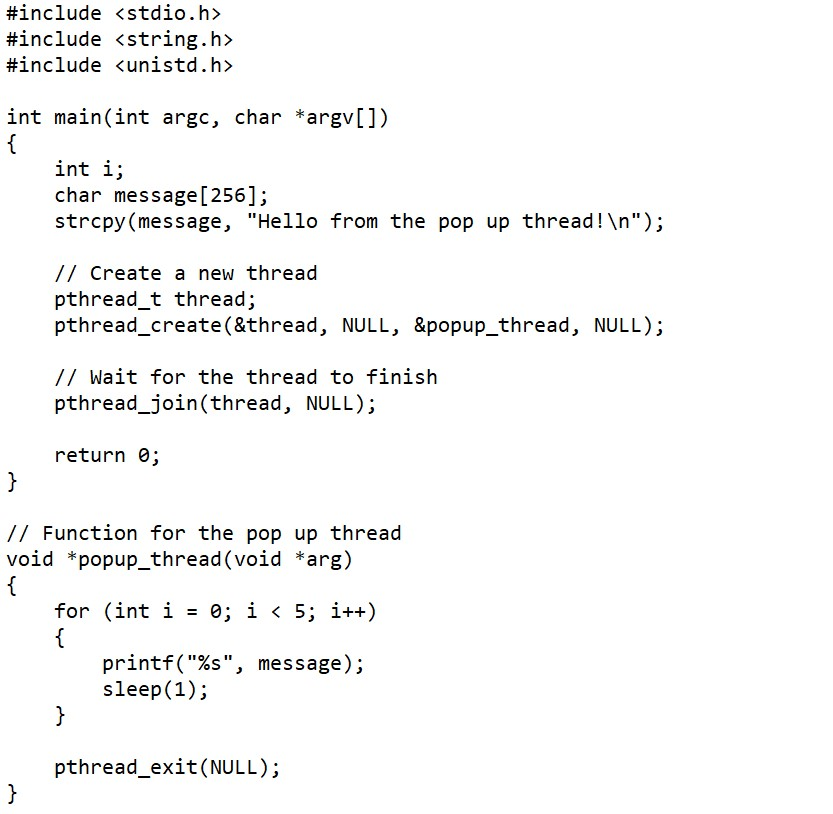 #include <stdio.h>
#include <string.h>
#include <unistd.h>

int main(int argc, char *argv[])
{
    int i;
    char message[256];
    strcpy(message, "Hello from the pop up thread!\n");

    // Create a new thread
    pthread_t thread;
    pthread_create(&thread, NULL, &popup_thread, NULL);

    // Wait for the thread to finish
    pthread_join(thread, NULL);

    return 0;
}

// Function for the pop up thread
void *popup_thread(void *arg)
{
    for (int i = 0; i < 5; i++)
    {
        printf("%s", message);
        sleep(1);
    }

    pthread_exit(NULL);
}